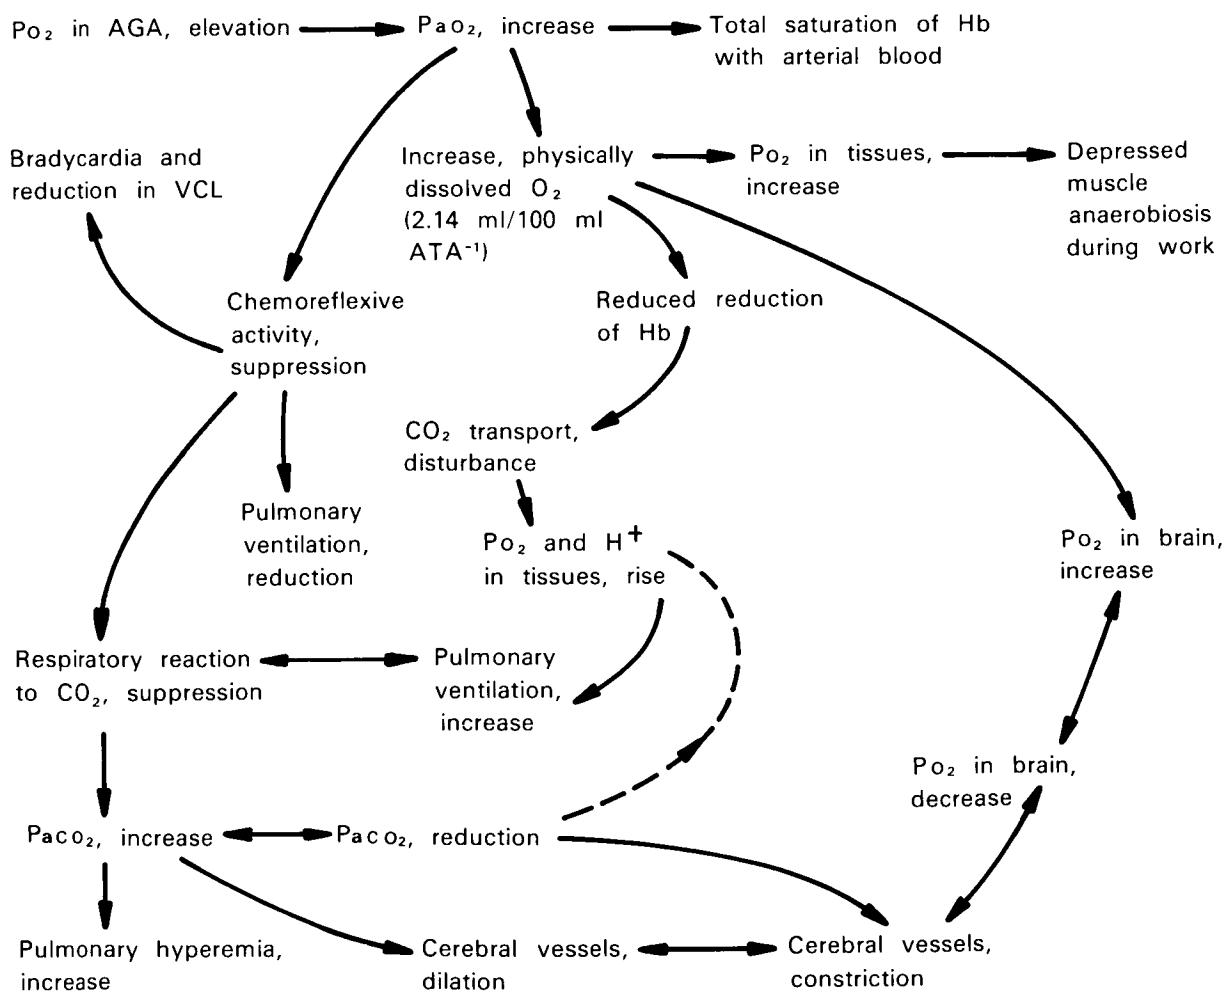 Po₂ in AGA, elevation
Pao₂, increase
Total saturation of Hb
with arterial blood
Bradycardia and
reduction in VCL
Increase, physically
dissolved O₂
(2.14 ml/100 ml
ATA⁻¹)
Po₂ in tissues,
increase
Depressed
muscle
anaerobiosis
during work
Chemoreflexive
activity,
suppression
Reduced reduction
of Hb
CO₂ transport,
disturbance
Pulmonary
ventilation,
reduction
Po₂ and H⁺
in tissues, rise
Po₂ in brain,
increase
Respiratory reaction
to CO₂, suppression
Pulmonary
ventilation,
increase
Po₂ in brain,
decrease
Paco₂, increase
Paco₂, reduction
Pulmonary hyperemia,
increase
Cerebral vessels,
dilation
Cerebral vessels,
constriction